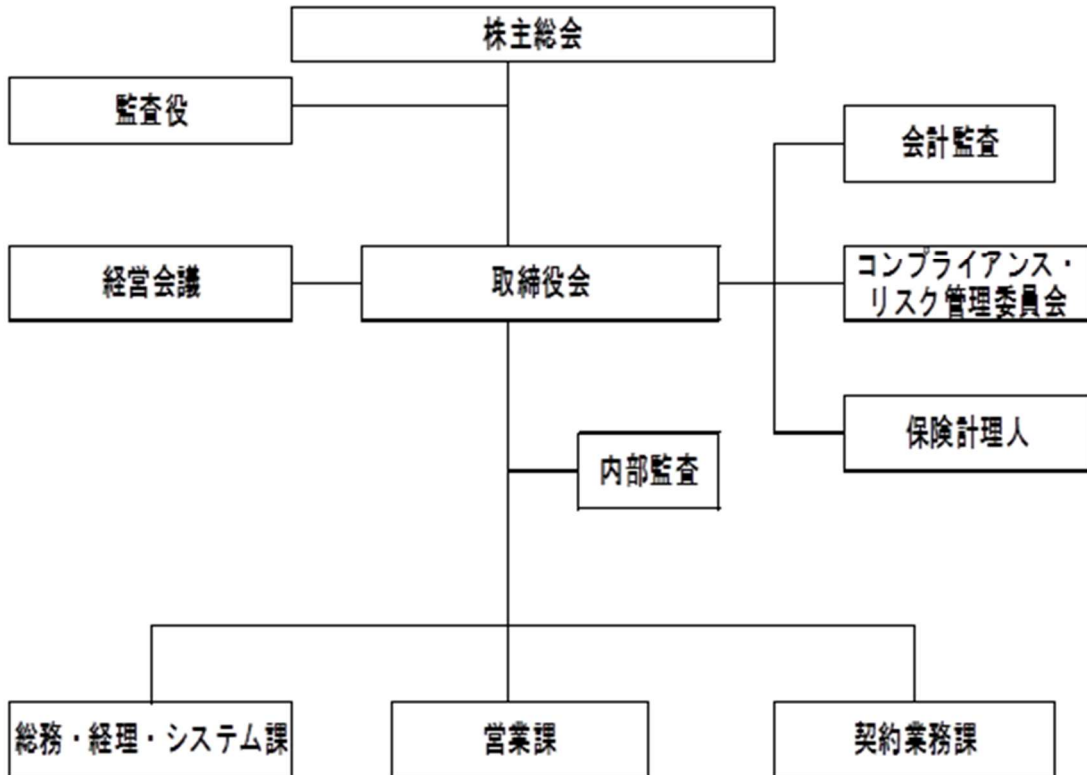 株主総会
監査役
会計監査
経営会議
取締役会
コンプライアンス・
リスク管理委員会
保険計理人
内部監査
総務・経理・システム課
営業課
契約業務課